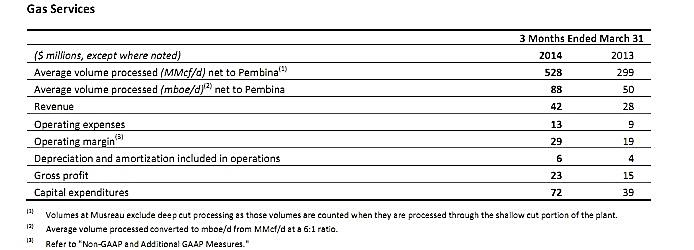 Gas Services
3 Months Ended March 31
($ millions, except where noted) 2014 2013
Average volume processed (MMcf/d) net to Pembina(1) 528 299
Average volume processed (mboe/d)(2) net to Pembina 88 50
Revenue 42 28
Operating expenses 13 9
Operating margin(3) 29 19
Depreciation and amortization included in operations 6 4
Gross profit 23 15
Capital expenditures 72 39
(1) Volumes at Musreau exclude deep cut processing as those volumes are counted when they are processed through the shallow cut portion of the plant.
(2) Average volume processed converted to mboe/d from MMcf/d at a 6:1 ratio.
(3) Refer to "Non-GAAP and Additional GAAP Measures."